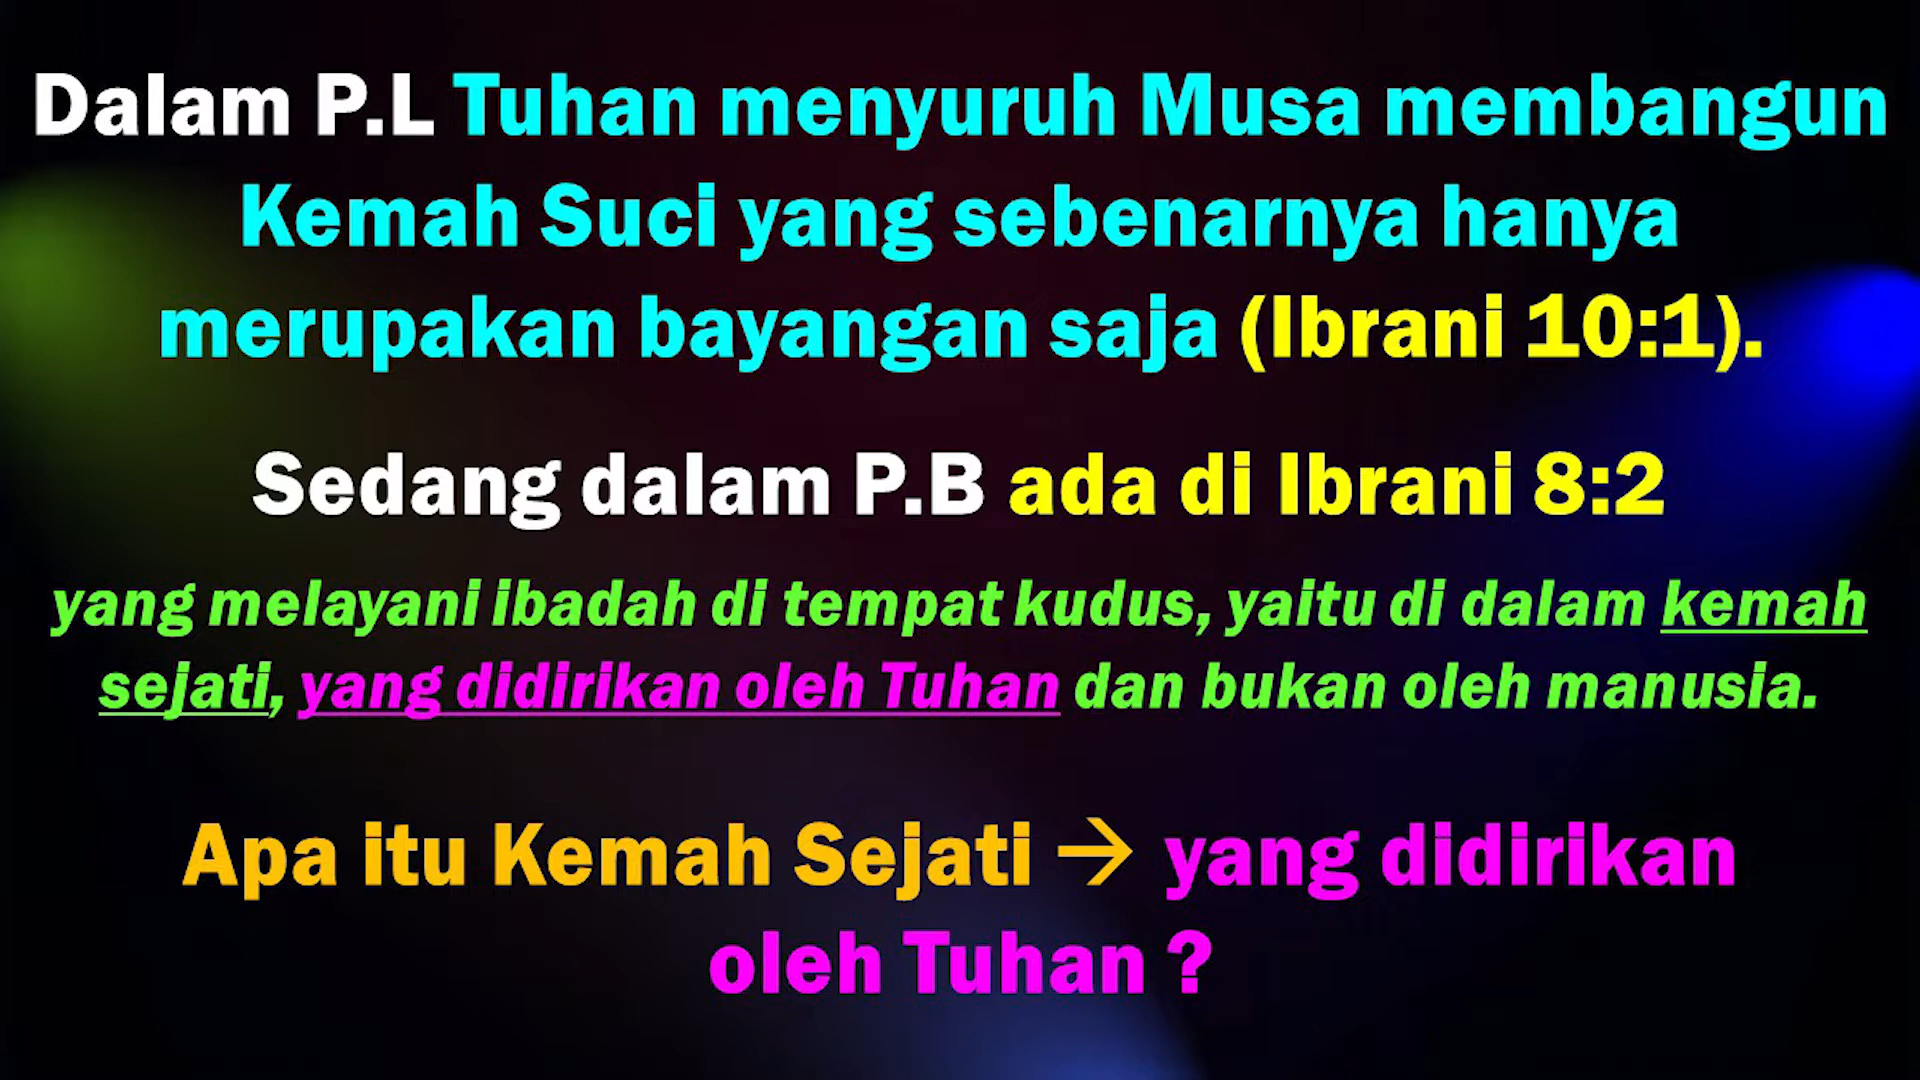 Dalam P.L Tuhan menyuruh Musa membangun
Kemah Suci yang sebenarnya hanya
merupakan bayangan saja (Ibrani 10:1).
Sedang dalam P.B ada di Ibrani 8:2
yang melayani ibadah di tempat kudus, yaitu di dalam kemah
sejati, yang didirikan oleh Tuhan dan bukan oleh manusia.
Apa itu Kemah Sejati → yang didirikan
oleh Tuhan ?